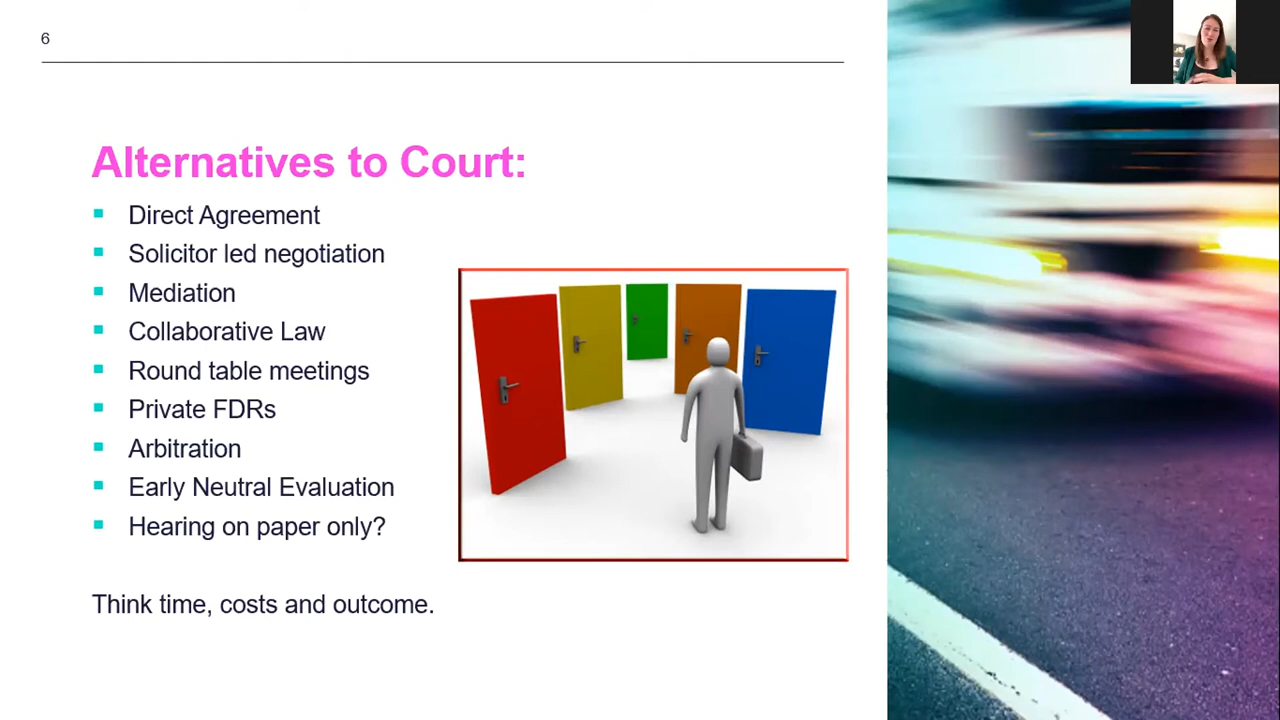 6
Alternatives to Court:
Direct Agreement
Solicitor led negotiation
Mediation
Collaborative Law
Round table meetings
Private FDRs
Arbitration
Early Neutral Evaluation
Hearing on paper only?
Think time, costs and outcome.